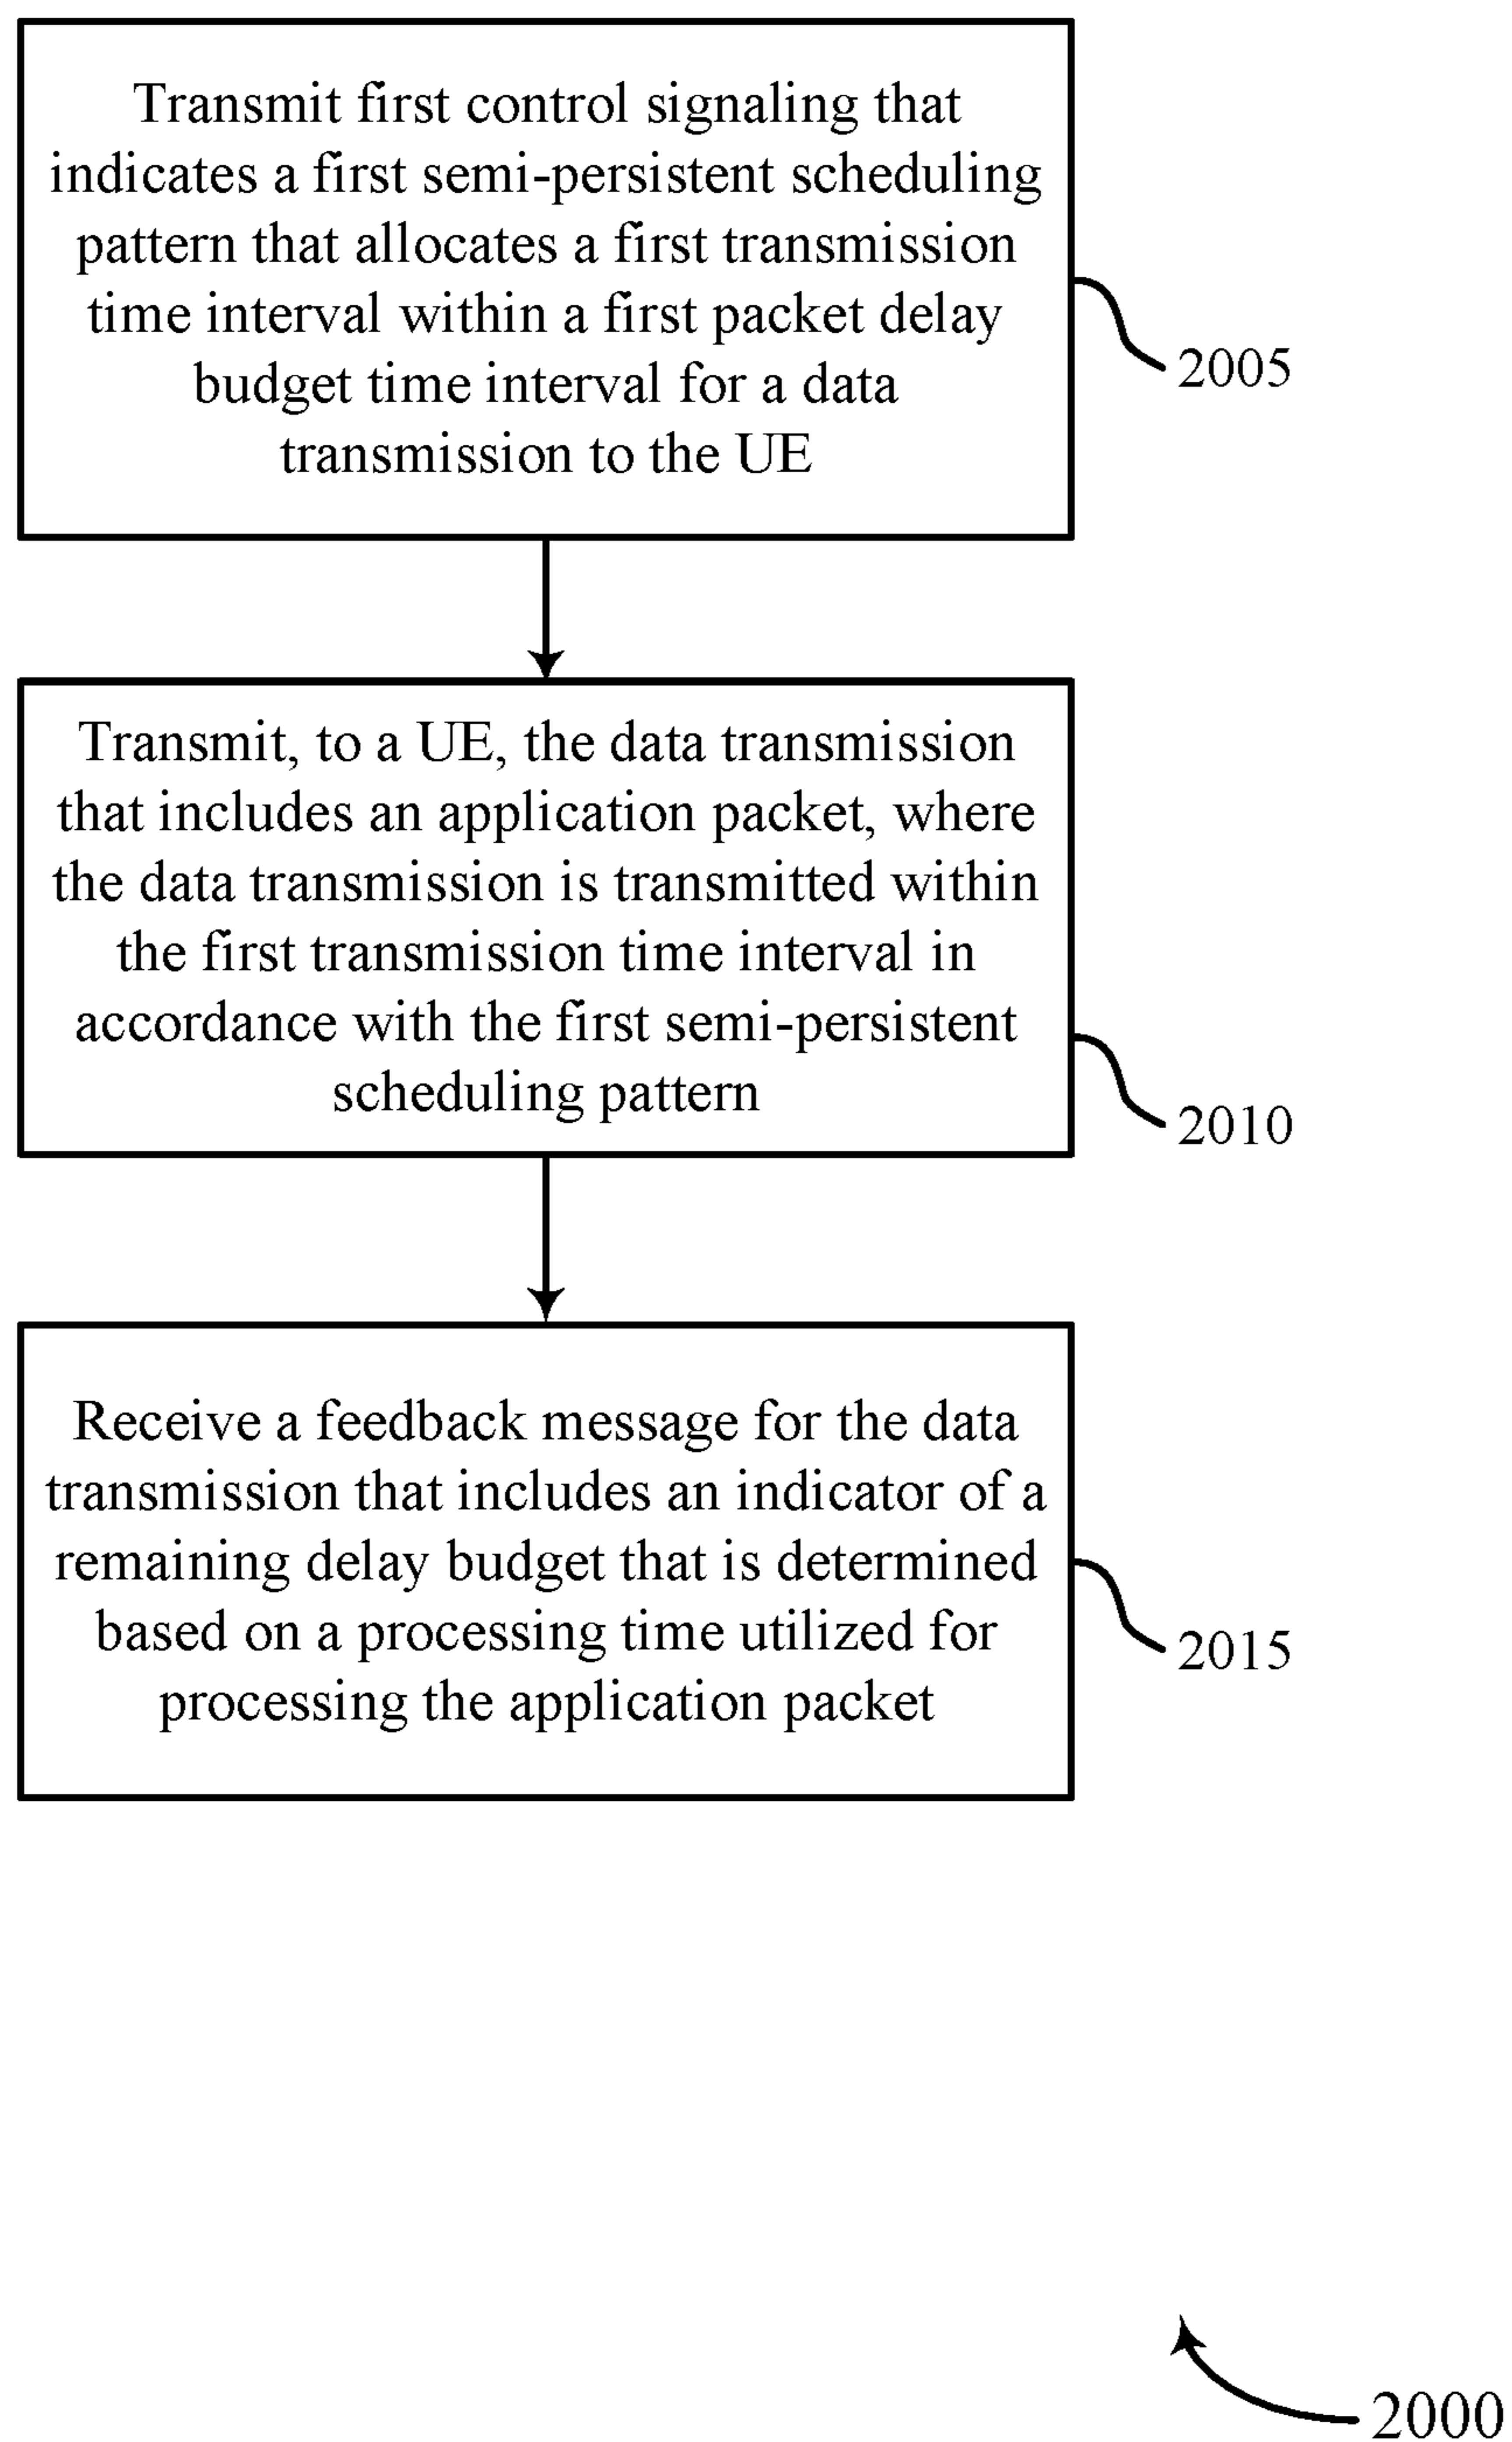 Transmit first control signaling that
indicates a first semi-persistent scheduling
pattern that allocates a first transmission
time interval within a first packet delay
budget time interval for a data
transmission to the UE
2005
Transmit, to a UE, the data transmission
that includes an application packet, where
the data transmission is transmitted within
the first transmission time interval in
accordance with the first semi-persistent
scheduling pattern
2010
Receive a feedback message for the data
transmission that includes an indicator of a
remaining delay budget that is determined
based on a processing time utilized for
processing the application packet
2015
2000